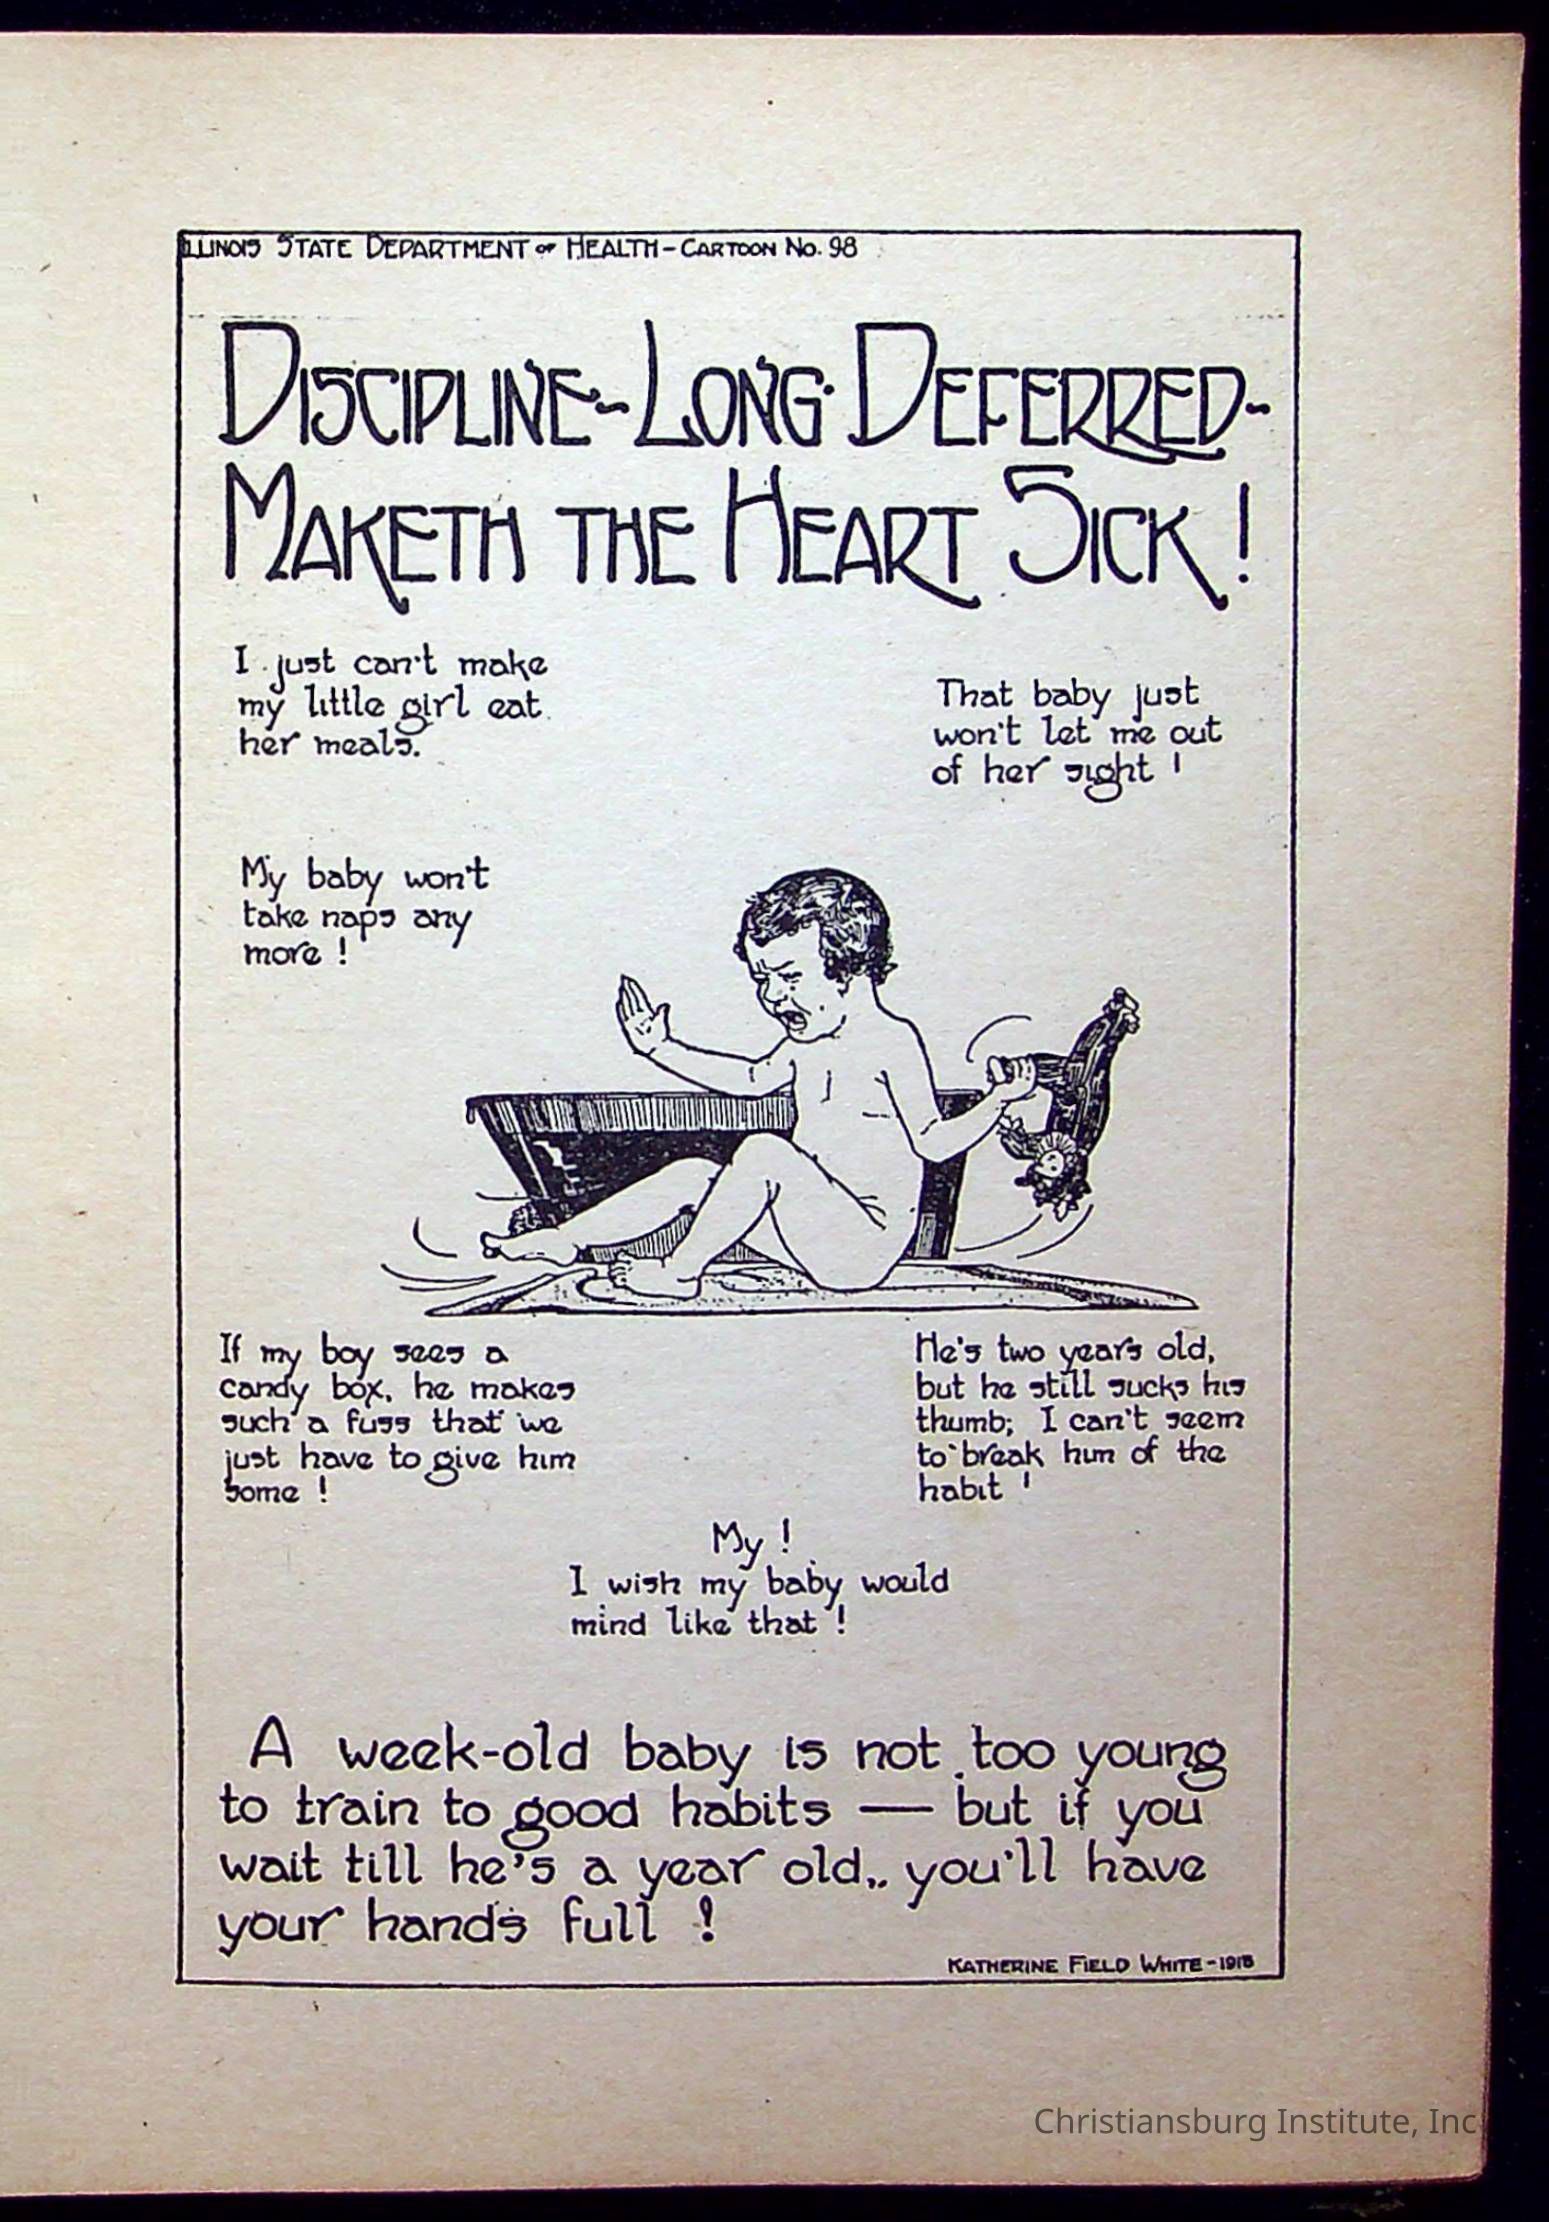 ILLINOIS STATE DEPARTMENT OF HEALTH - CARTOON NO. 98
DISCIPLINE - LONG DEFERRED -
MAKETH THE HEART SICK !
I just can't make
my little girl eat
her meals.
That baby just
won't let me out
of her sight !
My baby won't
take naps any
more !
If my boy sees a
candy box, he makes
such a fuss that we
just have to give him
some !
He's two years old,
but he still sucks his
thumb; I can't seem
to break him of the
habit !
My !
I wish my baby would
mind like that !
A week-old baby is not too young
to train to good habits — but if you
wait till he's a year old,. you'll have
your hands full !
KATHERINE FIELD WHITE - 1918
Christiansburg Institute, Inc